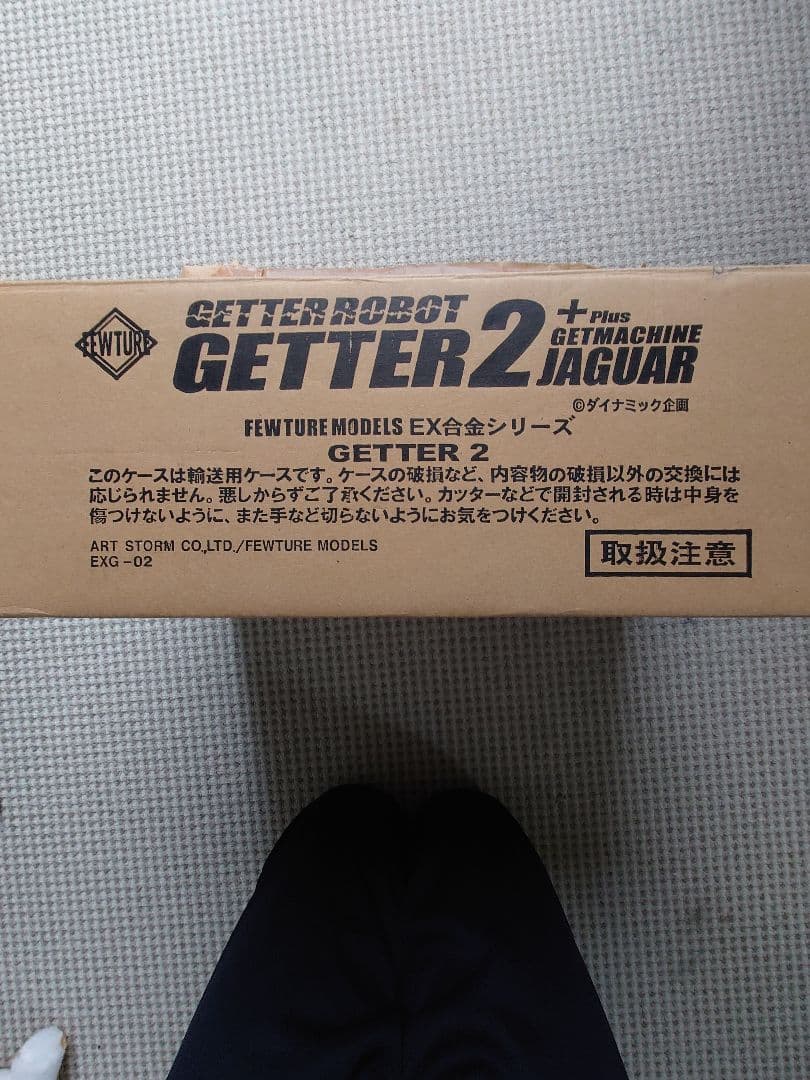 FEWTURE
GETTER ROBOT
GETTER2
+Plus
GETMACHINE
JAGUAR
©ダイナミック企画
FEWTURE MODELS EX合金シリーズ
GETTER 2
このケースは輸送用ケースです。ケースの破損など、内容物の破損以外の交換には
応じられません。悪しからずご了承ください。カッターなどで開封される時は中身を
傷つけないように、また手など切らないようにお気をつけください。
ART STORM CO.,LTD./FEWTURE MODELS
EXG-02
取扱注意